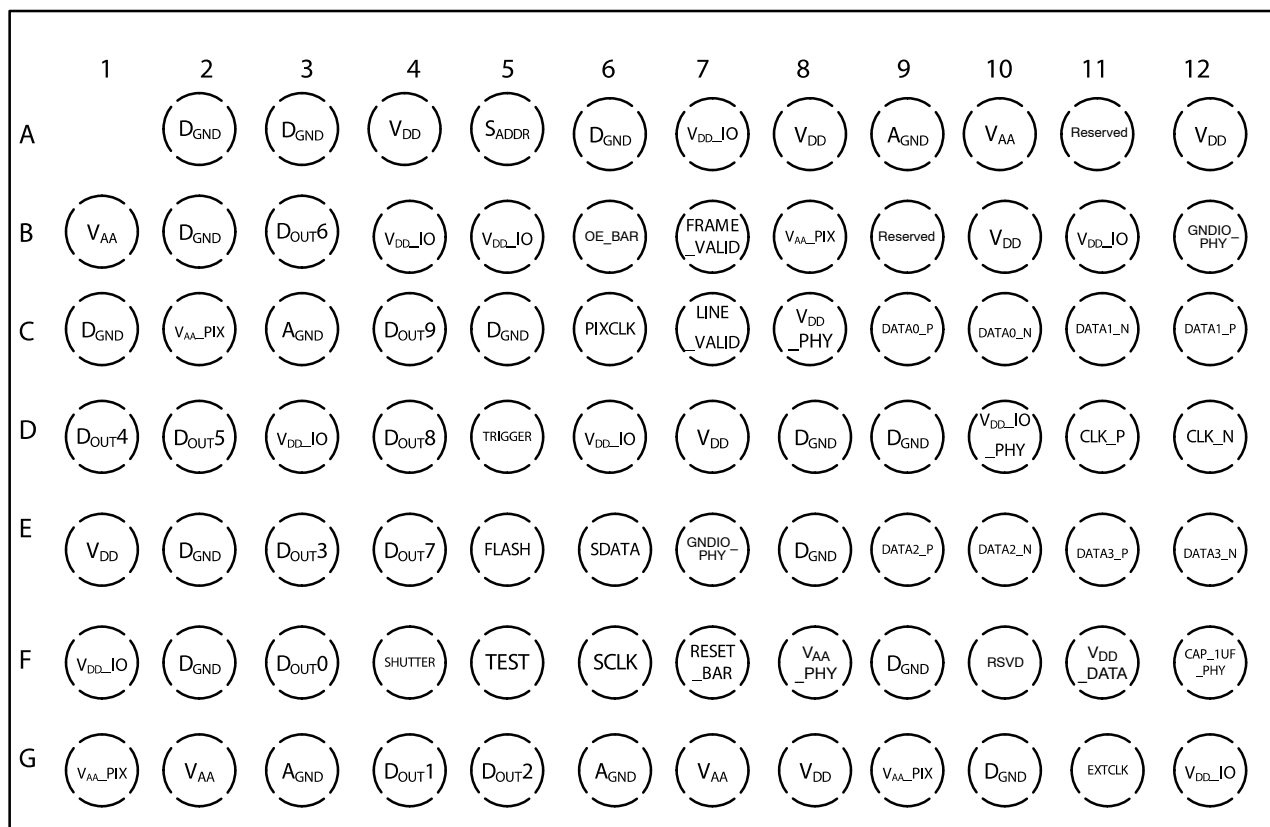 1 2 3 4 5 6 7 8 9 10 11 12
A DGND DGND VDD SADDR DGND VDD_IO VDD AGND VAA Reserved VDD
B VAA DGND DOUT6 VDD_IO VDD_IO OE_BAR FRAME_VALID VAA_PIX Reserved VDD VDD_IO GNDIO_PHY
C DGND VAA_PIX AGND DOUT9 DGND PIXCLK LINE_VALID VDD_PHY DATA0_P DATA0_N DATA1_N DATA1_P
D DOUT4 DOUT5 VDD_IO DOUT8 TRIGGER VDD_IO VDD DGND DGND VDD_IO_PHY CLK_P CLK_N
E VDD DGND DOUT3 DOUT7 FLASH SDATA GNDIO_PHY DGND DATA2_P DATA2_N DATA3_P DATA3_N
F VDD_IO DGND DOUT0 SHUTTER TEST SCLK RESET_BAR VAA_PHY DGND RSVD VDD_DATA CAP_1UF_PHY
G VAA_PIX VAA AGND DOUT1 DOUT2 AGND VAA VDD VAA_PIX DGND EXTCLK VDD_IO